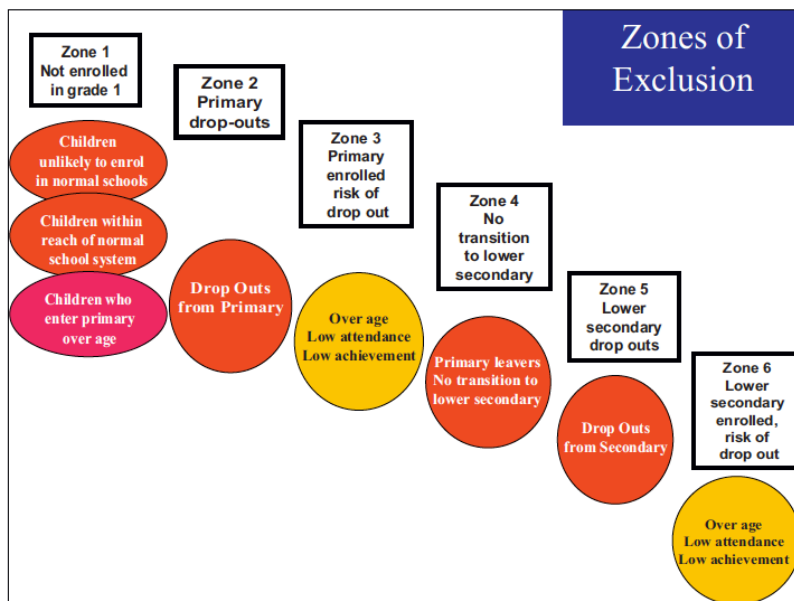 Zones of
Exclusion
Zone 1
Not enrolled
in grade 1
Children
unlikely to enrol
in normal schools
Children within
reach of normal
school system
Children who
enter primary
over age
Zone 2
Primary
drop-outs
Drop Outs
from Primary
Zone 3
Primary
enrolled
risk of
drop out
Over age
Low attendance
Low achievement
Zone 4
No
transition
to lower
secondary
Primary leavers
No transition to
lower secondary
Zone 5
Lower
secondary
drop outs
Drop Outs
from Secondary
Zone 6
Lower
secondary
enrolled,
risk of
drop out
Over age
Low attendance
Low achievement